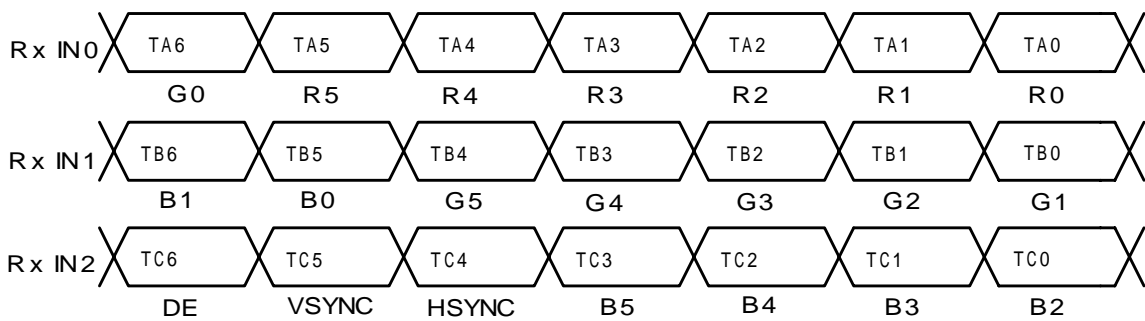 Rx IN0 TA6 TA5 TA4 TA3 TA2 TA1 TA0
G0 R5 R4 R3 R2 R1 R0
Rx IN1 TB6 TB5 TB4 TB3 TB2 TB1 TB0
B1 B0 G5 G4 G3 G2 G1
Rx IN2 TC6 TC5 TC4 TC3 TC2 TC1 TC0
DE VSYNC HSYNC B5 B4 B3 B2